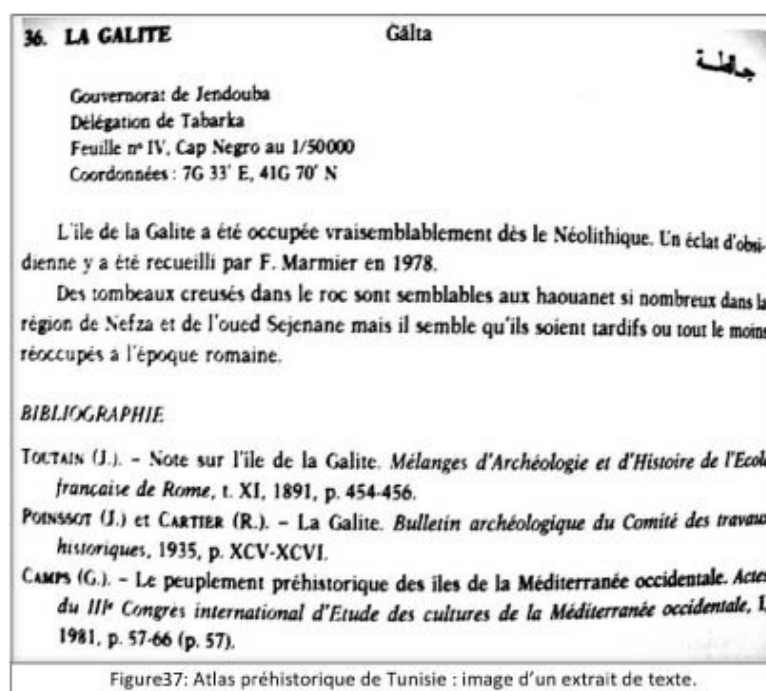 36. LA GALITE
Gălta
جالطة
Gouvernorat de Jendouba
Délégation de Tabarka
Feuille nº IV, Cap Negro au 1/50000
Coordonnées : 7G 33' E, 41G 70' N
L'île de la Galite a été occupée vraisemblablement dès le Néolithique. Un éclat d'obsi-
dienne y a été recueilli par F. Marmier en 1978.
Des tombeaux creusés dans le roc sont semblables aux haouanet si nombreux dans la
région de Nefza et de l'oued Sejenane mais il semble qu'ils soient tardifs ou tout le moins
réoccupés à l'époque romaine.
BIBLIOGRAPHIE
TOUTAIN (J.). – Note sur l'île de la Galite. Mélanges d'Archéologie et d'Histoire de l'Ecole
française de Rome, t. XI, 1891, p. 454-456.
POINSSOT (J.) et CARTIER (R.). – La Galite. Bulletin archéologique du Comité des travaux
historiques, 1935, p. XCV-XCVI.
CAMPS (G.). – Le peuplement préhistorique des îles de la Méditerranée occidentale. Actes
du IIIᵉ Congrès international d'Etude des cultures de la Méditerranée occidentale, I,
1981, p. 57-66 (p. 57).
Figure37: Atlas préhistorique de Tunisie : image d'un extrait de texte.